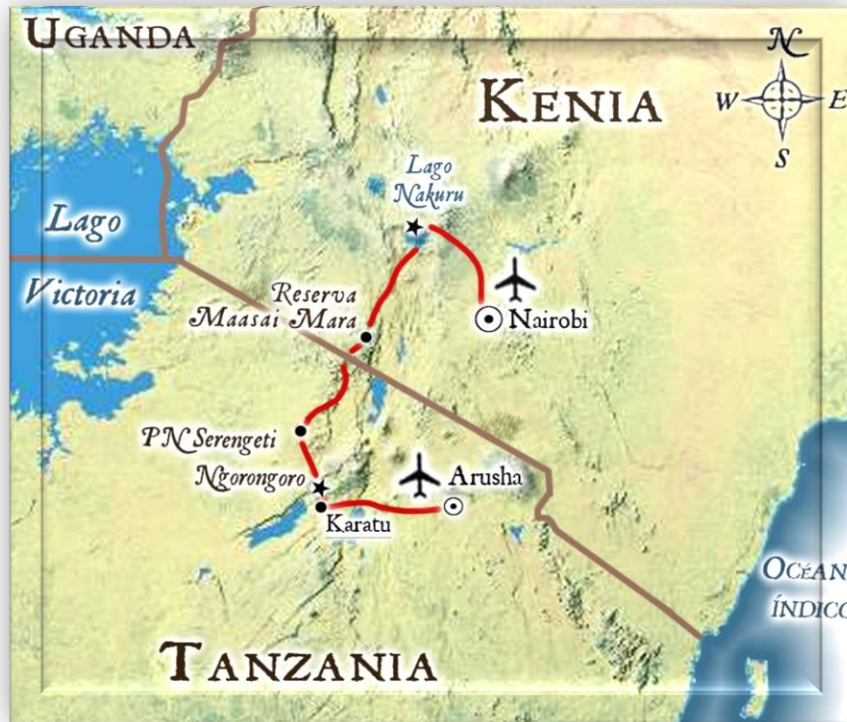 UGANDA
KENIA
N
W
E
S
Lago
Nakuru
Lago
Victoria
Reserva
Maasai Mara
Nairobi
PN Serengeti
Ngorongoro
Arusha
Karatu
OCÉAN
ÍNDICO
TANZANIA